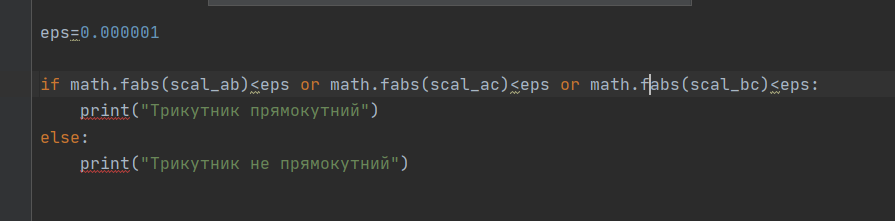 eps=0.000001
if math.fabs(scal_ab)<eps or math.fabs(scal_ac)<eps or math.fabs(scal_bc)<eps:
print("Трикутник прямокутний")
else:
print("Трикутник не прямокутний")